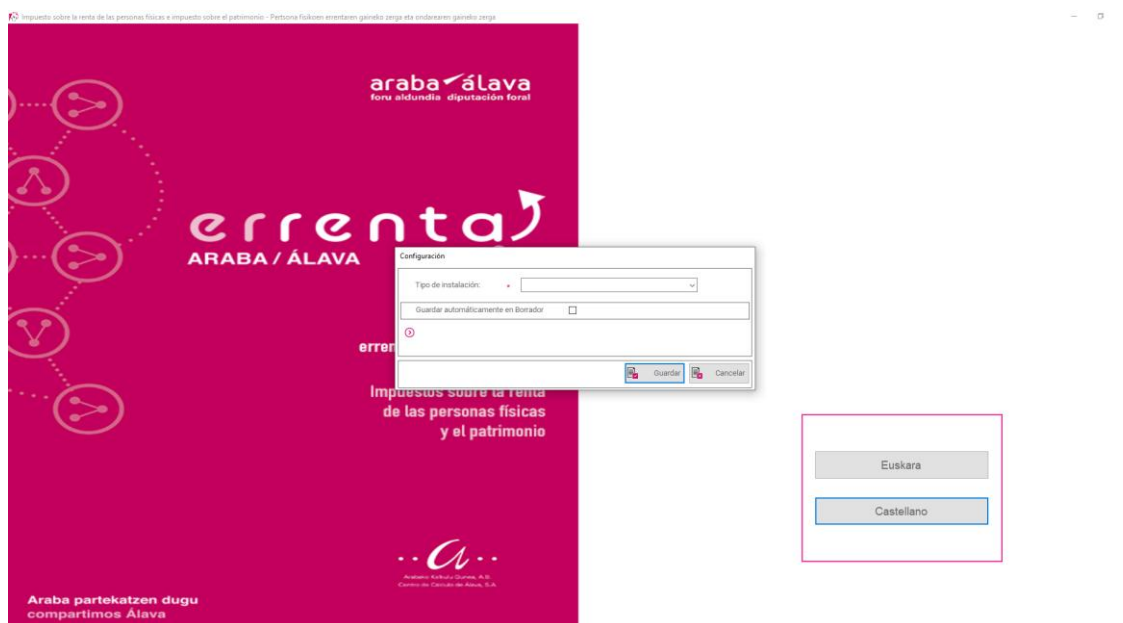 Impuesto sobre la renta de las personas físicas e impuesto sobre el patrimonio - Pertsona fisikoen errentaren gaineko zerga eta ondarearen gaineko zerga
araba álava
foru aldundia diputación foral
errenta
ARABA / ÁLAVA
Configuración
Tipo de instalación: *
Guardar automáticamente en Borrador
Guardar
Cancelar
erren
Impuestos sobre la renta
de las personas físicas
y el patrimonio
Euskara
Castellano
a
Arabako Kalkulu Gunea, A.B.
Centro de Cálculo de Álava, S.A.
Araba partekatzen dugu
compartimos Álava